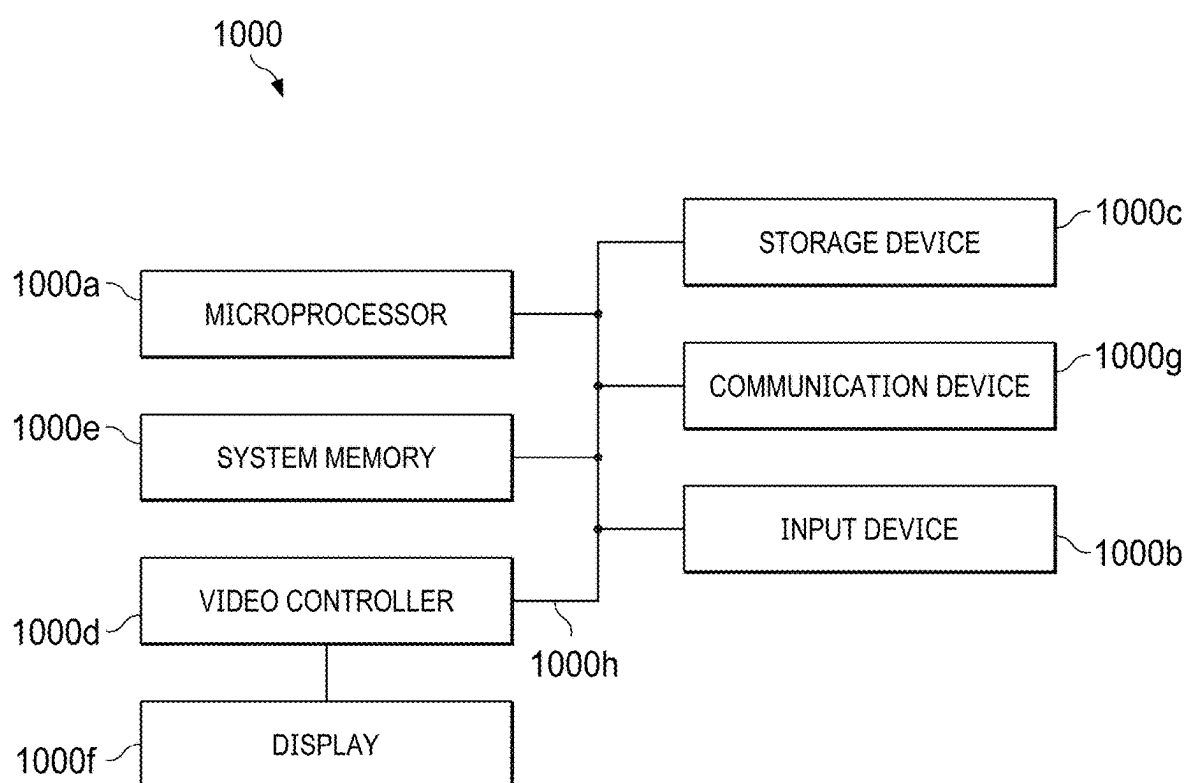 1000
STORAGE DEVICE
1000c
1000a
MICROPROCESSOR
COMMUNICATION DEVICE
1000g
1000e
SYSTEM MEMORY
INPUT DEVICE
1000b
VIDEO CONTROLLER
1000d
1000h
DISPLAY
1000f